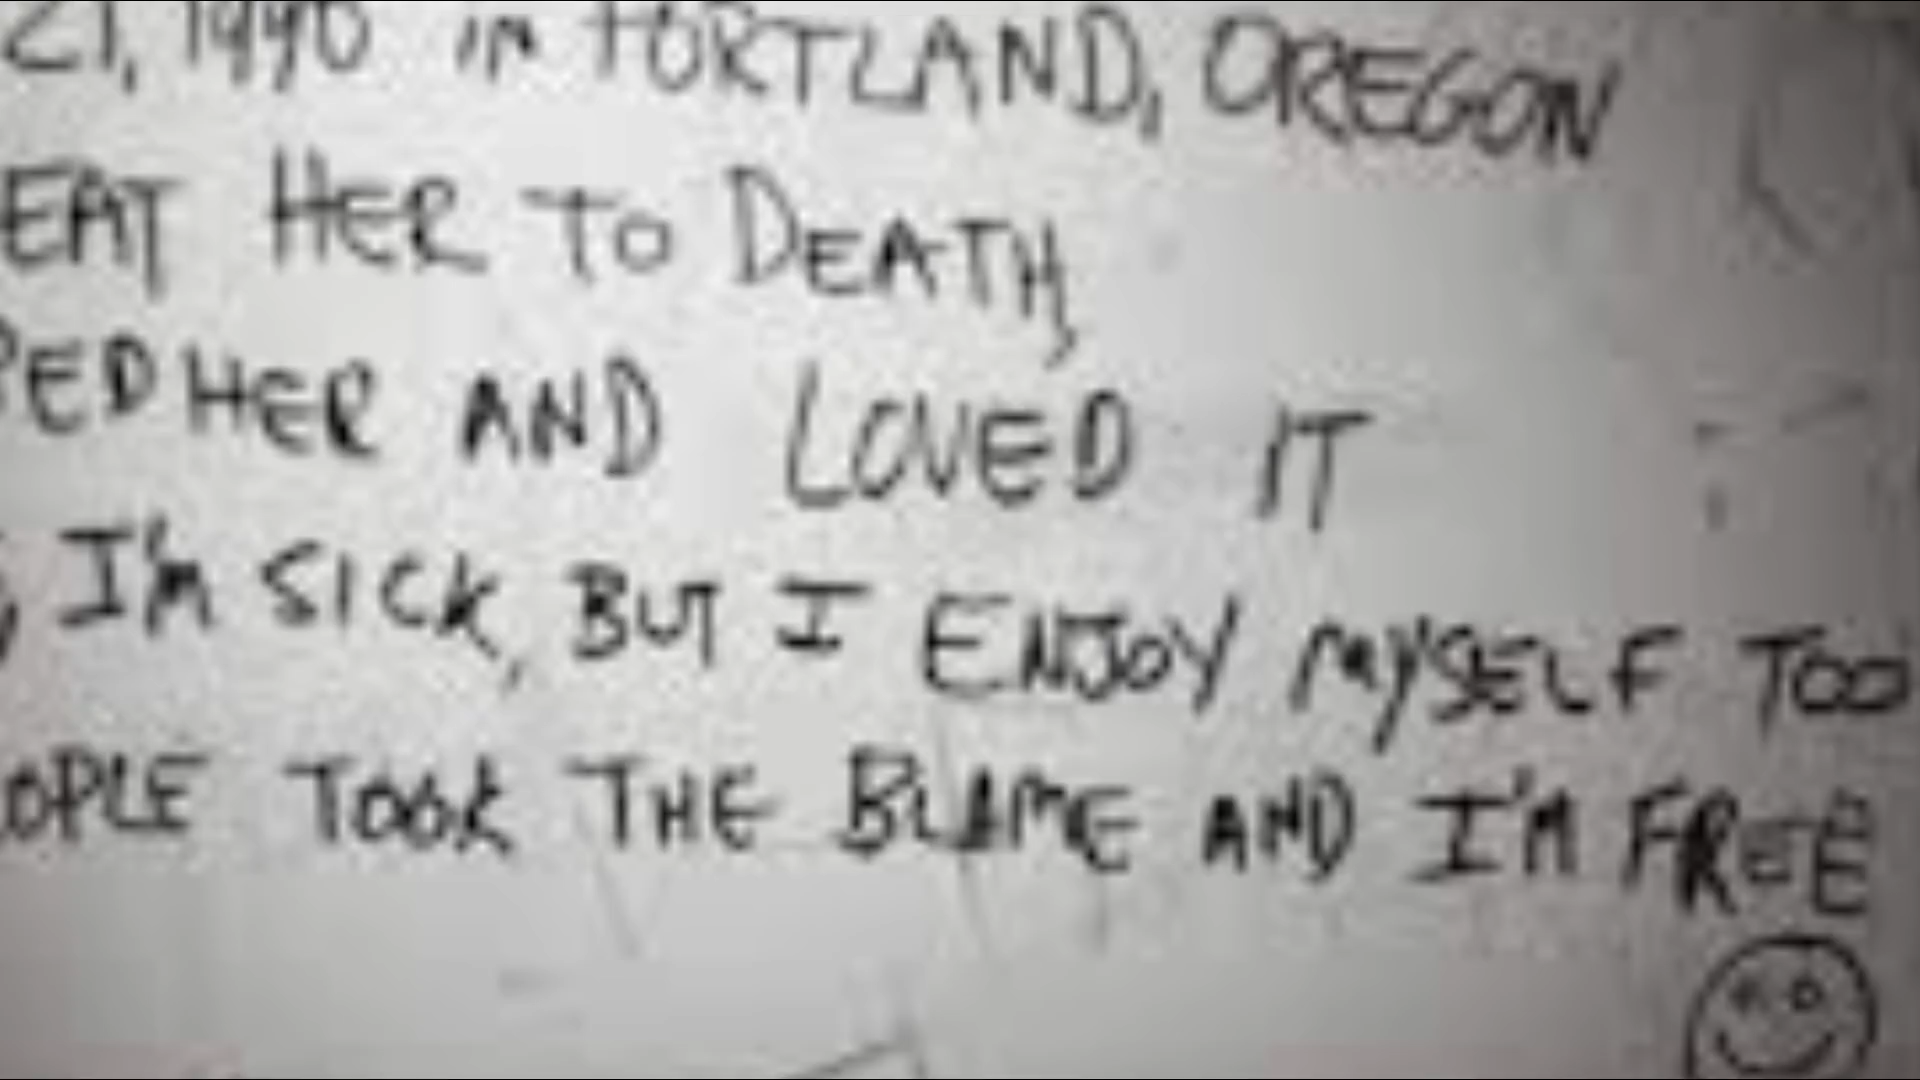 21, 1990 in PORTLAND, OREGON
EAT HER TO DEATH,
PED HER AND LOVED IT
, I'M SICK, BUT I ENJOY MYSELF TOO
OPLE TOOK THE BLAME AND I'M FREE